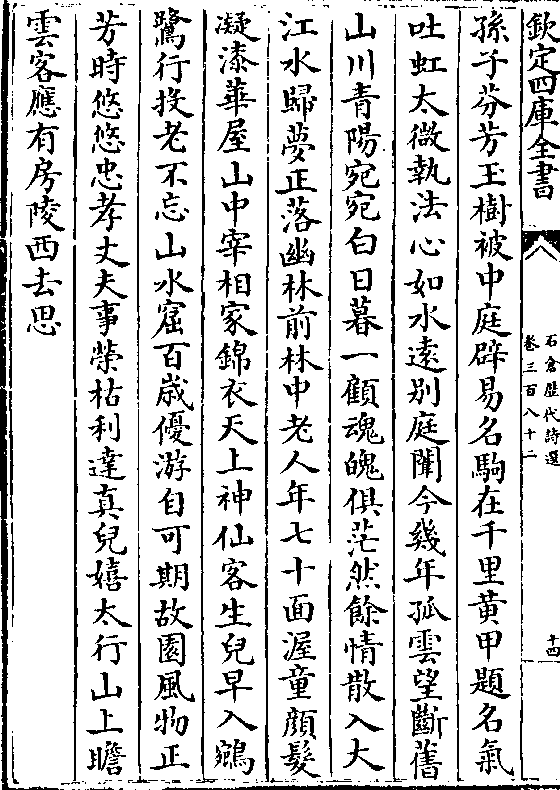 欽定四庫全書
石倉歷代詩選
卷三百八十二
十四
孫子芬芳玉樹被中庭辟易名駒在千里黄甲題名氣
吐虹太微執法心如水遠别庭闈今幾年孤雲望斷舊
山川青陽宛宛白日暮一顧魂魄俱茫然餘情散入大
江水歸夢正落幽林前林中老人年七十面渥童顔髮
凝漆華屋山中宰相家錦衣天上神仙客生兒早入鵷
鷺行投老不忘山水窟百歲優游自可期故園風物正
芳時悠悠忠孝丈夫事榮枯利達真兒嬉太行山上瞻
雲客應有房陵西去思